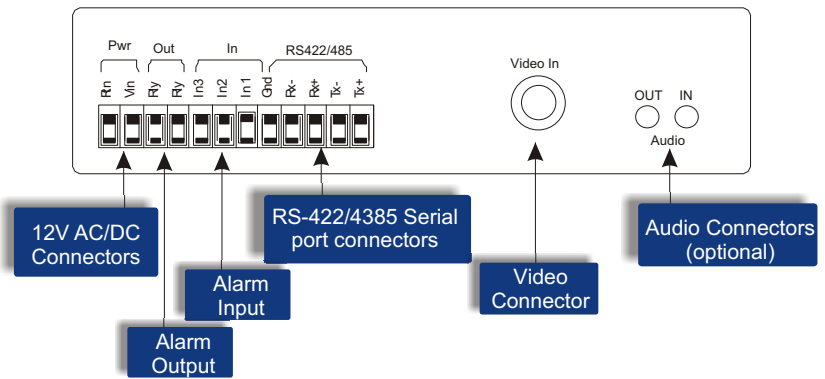 Pwr Out In RS422/485
Rn Vin Ry Ry In3 In2 In1 Gnd Rx- Rx+ Tx- Tx+
Video In
OUT IN
Audio
12V AC/DC
Connectors
Alarm
Output
Alarm
Input
RS-422/4385 Serial
port connectors
Video
Connector
Audio Connectors
(optional)